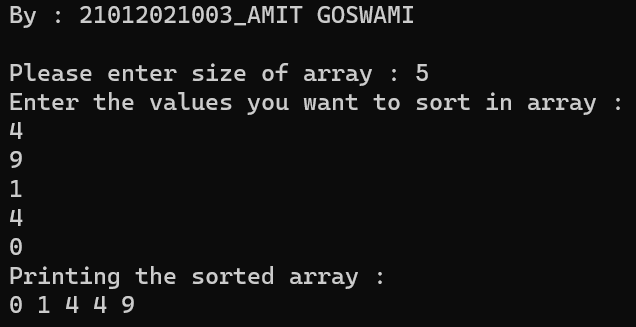 By : 21012021003_AMIT GOSWAMI
Please enter size of array : 5
Enter the values you want to sort in array :
4
9
1
4
0
Printing the sorted array :
0 1 4 4 9